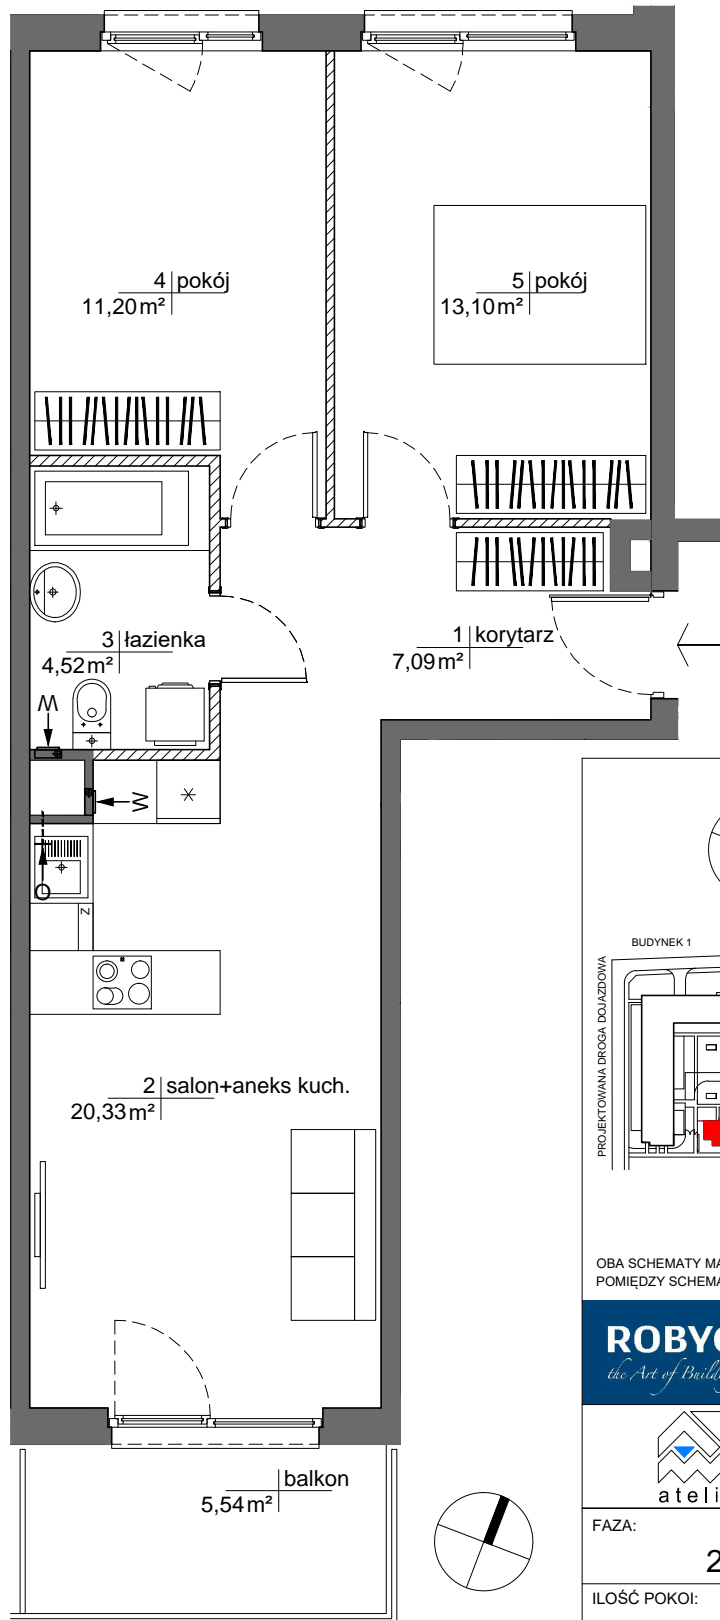 4 pokój
11,20 m²
5 pokój
13,10 m²
3 łazienka
4,52 m²
1 korytarz
7,09 m²
W
W
O
Z
2 salon+aneks kuch.
20,33 m²
balkon
5,54 m²
BUDYNEK 1
PROJEKTOWANA DROGA DOJAZDOWA
OBA SCHEMATY MA
POMIĘDZY SCHEMA
ROBY
the Art of Build
ateli
FAZA:
2
ILOŚĆ POKOI: